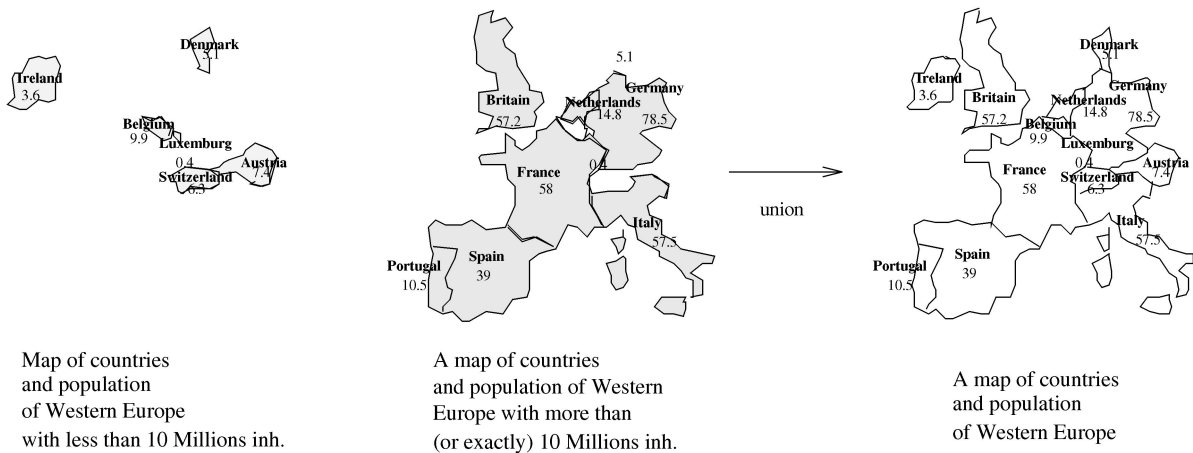 Denmark
5.1
Ireland
3.6
Belgium
9.9
Luxemburg
0.4
Switzerland
6.3
Austria
7.4
Map of countries
and population
of Western Europe
with less than 10 Millions inh.
5.1
Germany
78.5
Netherlands
14.8
Britain
57.2
0.4
France
58
Italy
57.5
Spain
39
Portugal
10.5
A map of countries
and population of Western
Europe with more than
(or exactly) 10 Millions inh.
union
Denmark
5.1
Ireland
3.6
Germany
78.5
Netherlands
14.8
Britain
57.2
Belgium
9.9
Luxemburg
0.4
Austria
7.4
Switzerland
6.3
France
58
Italy
57.5
Spain
39
Portugal
10.5
A map of countries
and population
of Western Europe